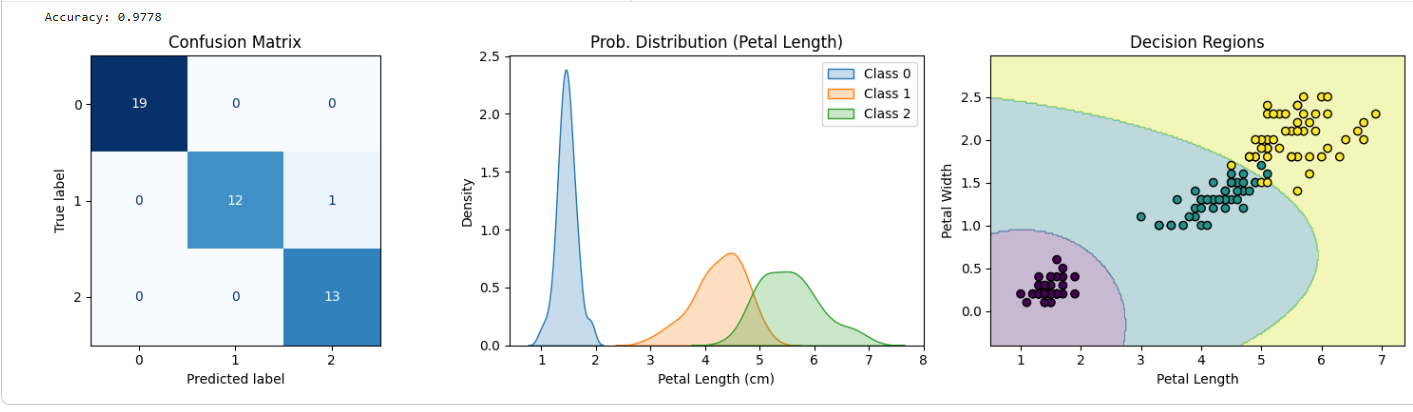 Accuracy: 0.9778
Confusion Matrix
True label
0
1
2
19 0 0
0 12 1
0 0 13
0 1 2
Predicted label
Prob. Distribution (Petal Length)
Class 0
Class 1
Class 2
Density
2.5
2.0
1.5
1.0
0.5
0.0
1 2 3 4 5 6 7 8
Petal Length (cm)
Decision Regions
Petal Width
2.5
2.0
1.5
1.0
0.5
0.0
1 2 3 4 5 6 7
Petal Length